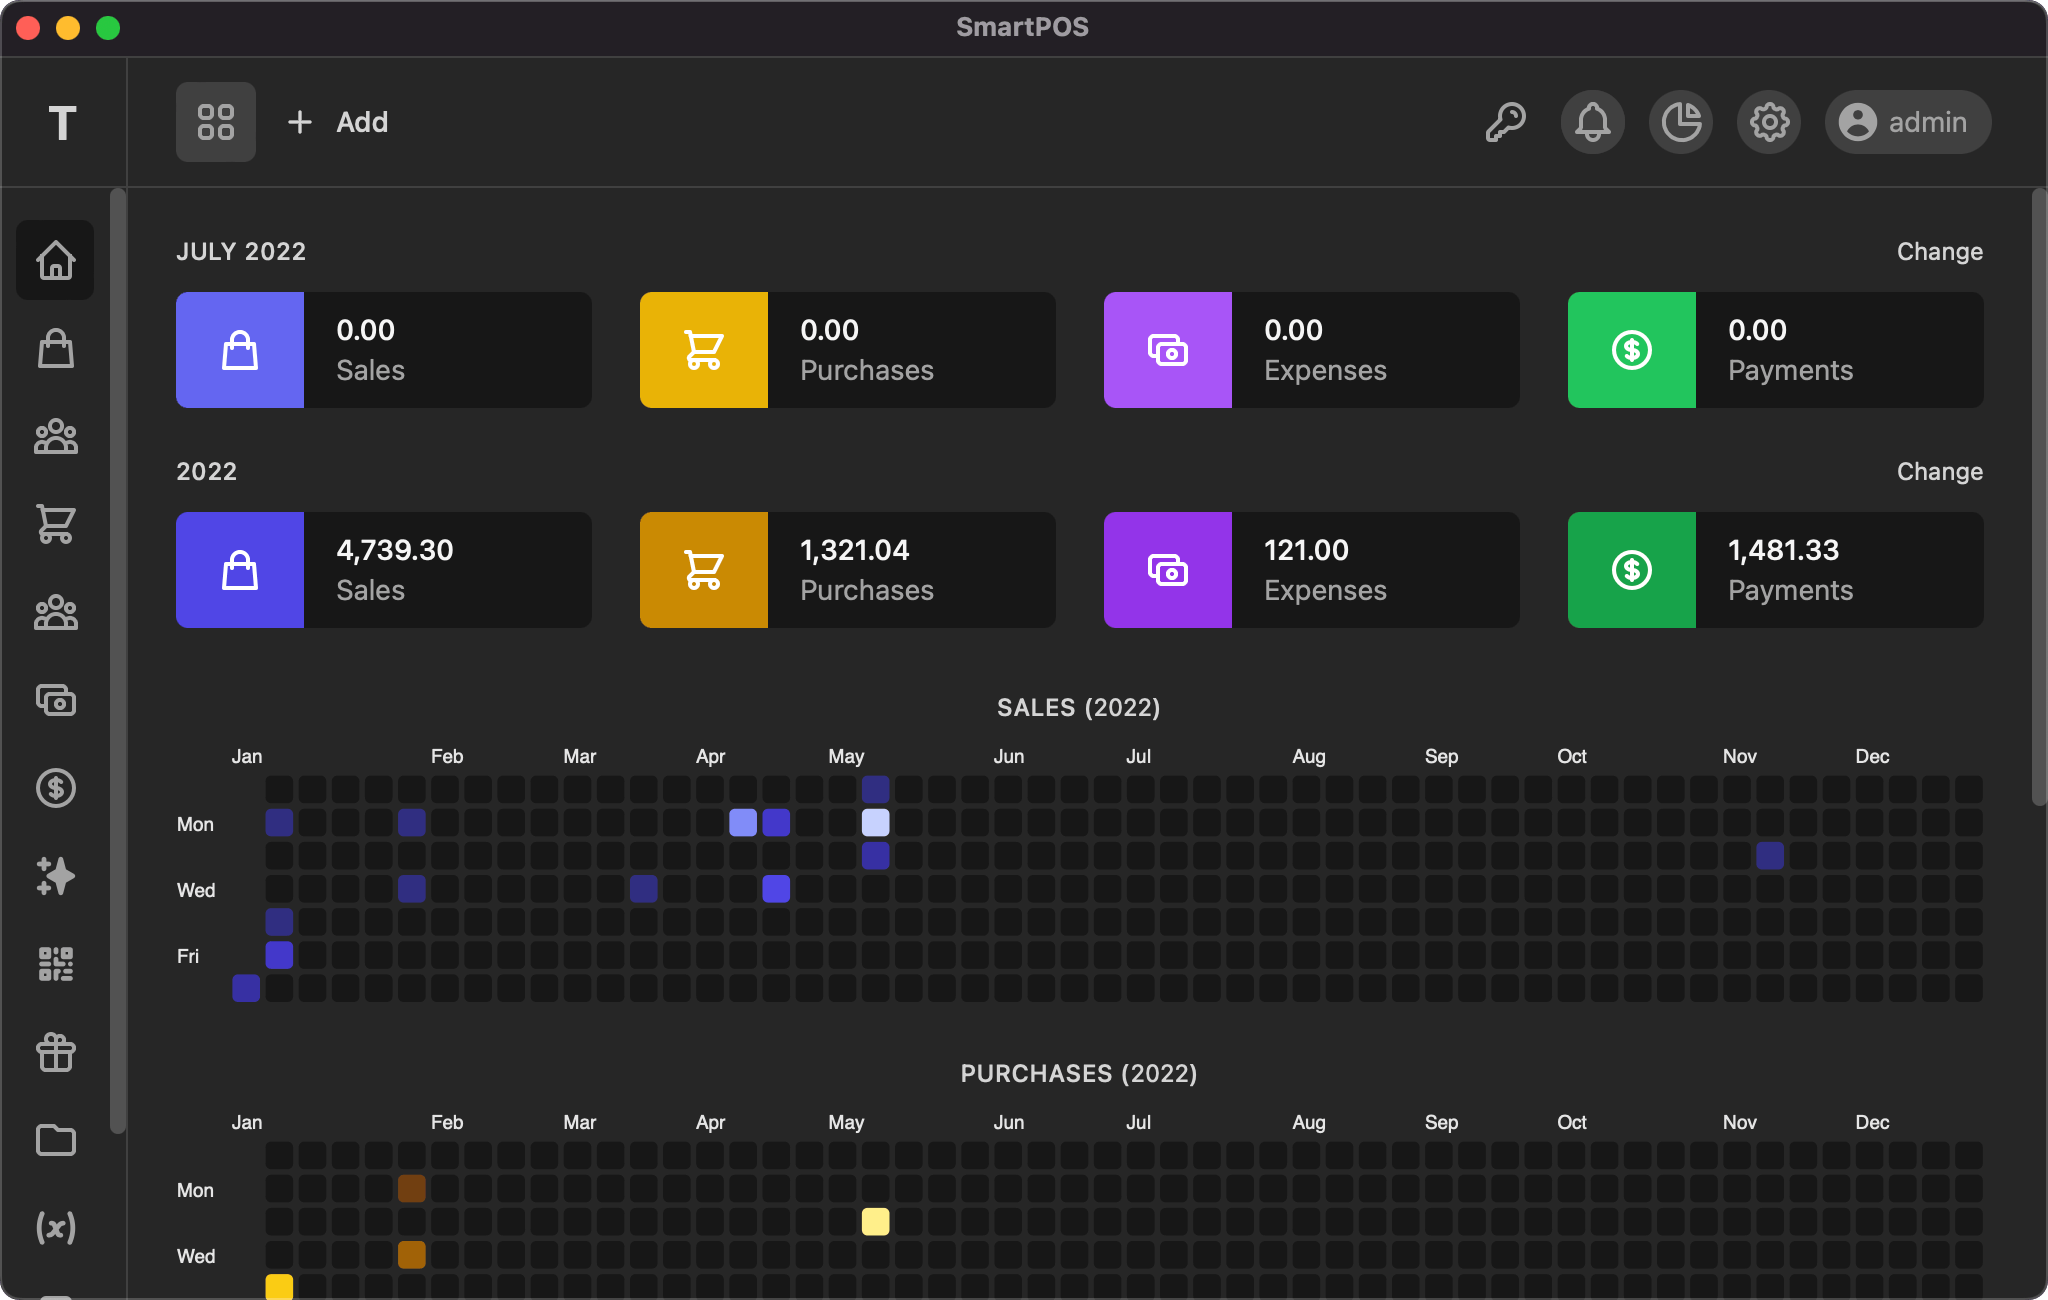 SmartPOS
T
Add
admin
JULY 2022
Change
0.00
Sales
0.00
Purchases
0.00
Expenses
0.00
Payments
2022
Change
4,739.30
Sales
1,321.04
Purchases
121.00
Expenses
1,481.33
Payments
SALES (2022)
Jan Feb Mar Apr May Jun Jul Aug Sep Oct Nov Dec
Mon
Wed
Fri
PURCHASES (2022)
Jan Feb Mar Apr May Jun Jul Aug Sep Oct Nov Dec
Mon
Wed